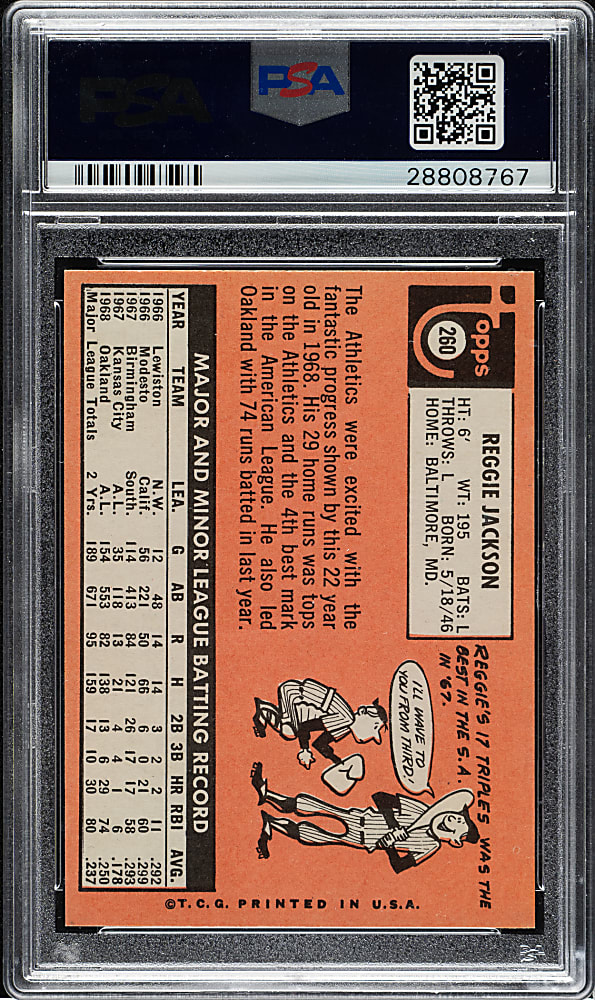 PSA
PSA
28808767
Topps
260
REGGIE JACKSON
HT: 6' WT: 195 BATS: L
THROWS: L BORN: 5/18/46
HOME: BALTIMORE, MD.
REGGIE'S 17 TRIPLES WAS THE
BEST IN THE S.A.
IN '67.
I'LL HAVE TO
YOU FROM THIRD!
The Athletics were excited with the
fantastic progress shown by this 22 year
old in 1968. His 29 home runs was tops
on the Athletics and the 4th best mark
in the American League. He also led
Oakland with 74 runs batted in last year.
MAJOR AND MINOR LEAGUE BATTING RECORD
YEAR TEAM LEA. G AB R H 2B 3B HR RBI AVG.
1966 Lewiston N.W. 12 48 14 14 3 2 2 11 .292
1966 Modesto Calif. 56 221 50 66 6 0 21 60 .299
1967 Birmingham South. 114 413 84 121 26 17 17 58 .293
1967 Kansas City A.L. 35 118 13 21 4 4 1 6 .178
1968 Oakland A.L. 154 553 82 138 13 6 29 74 .250
Major League Totals 2 Yrs. 189 671 95 159 17 10 30 80 .237
©T.C.G. PRINTED IN U.S.A.